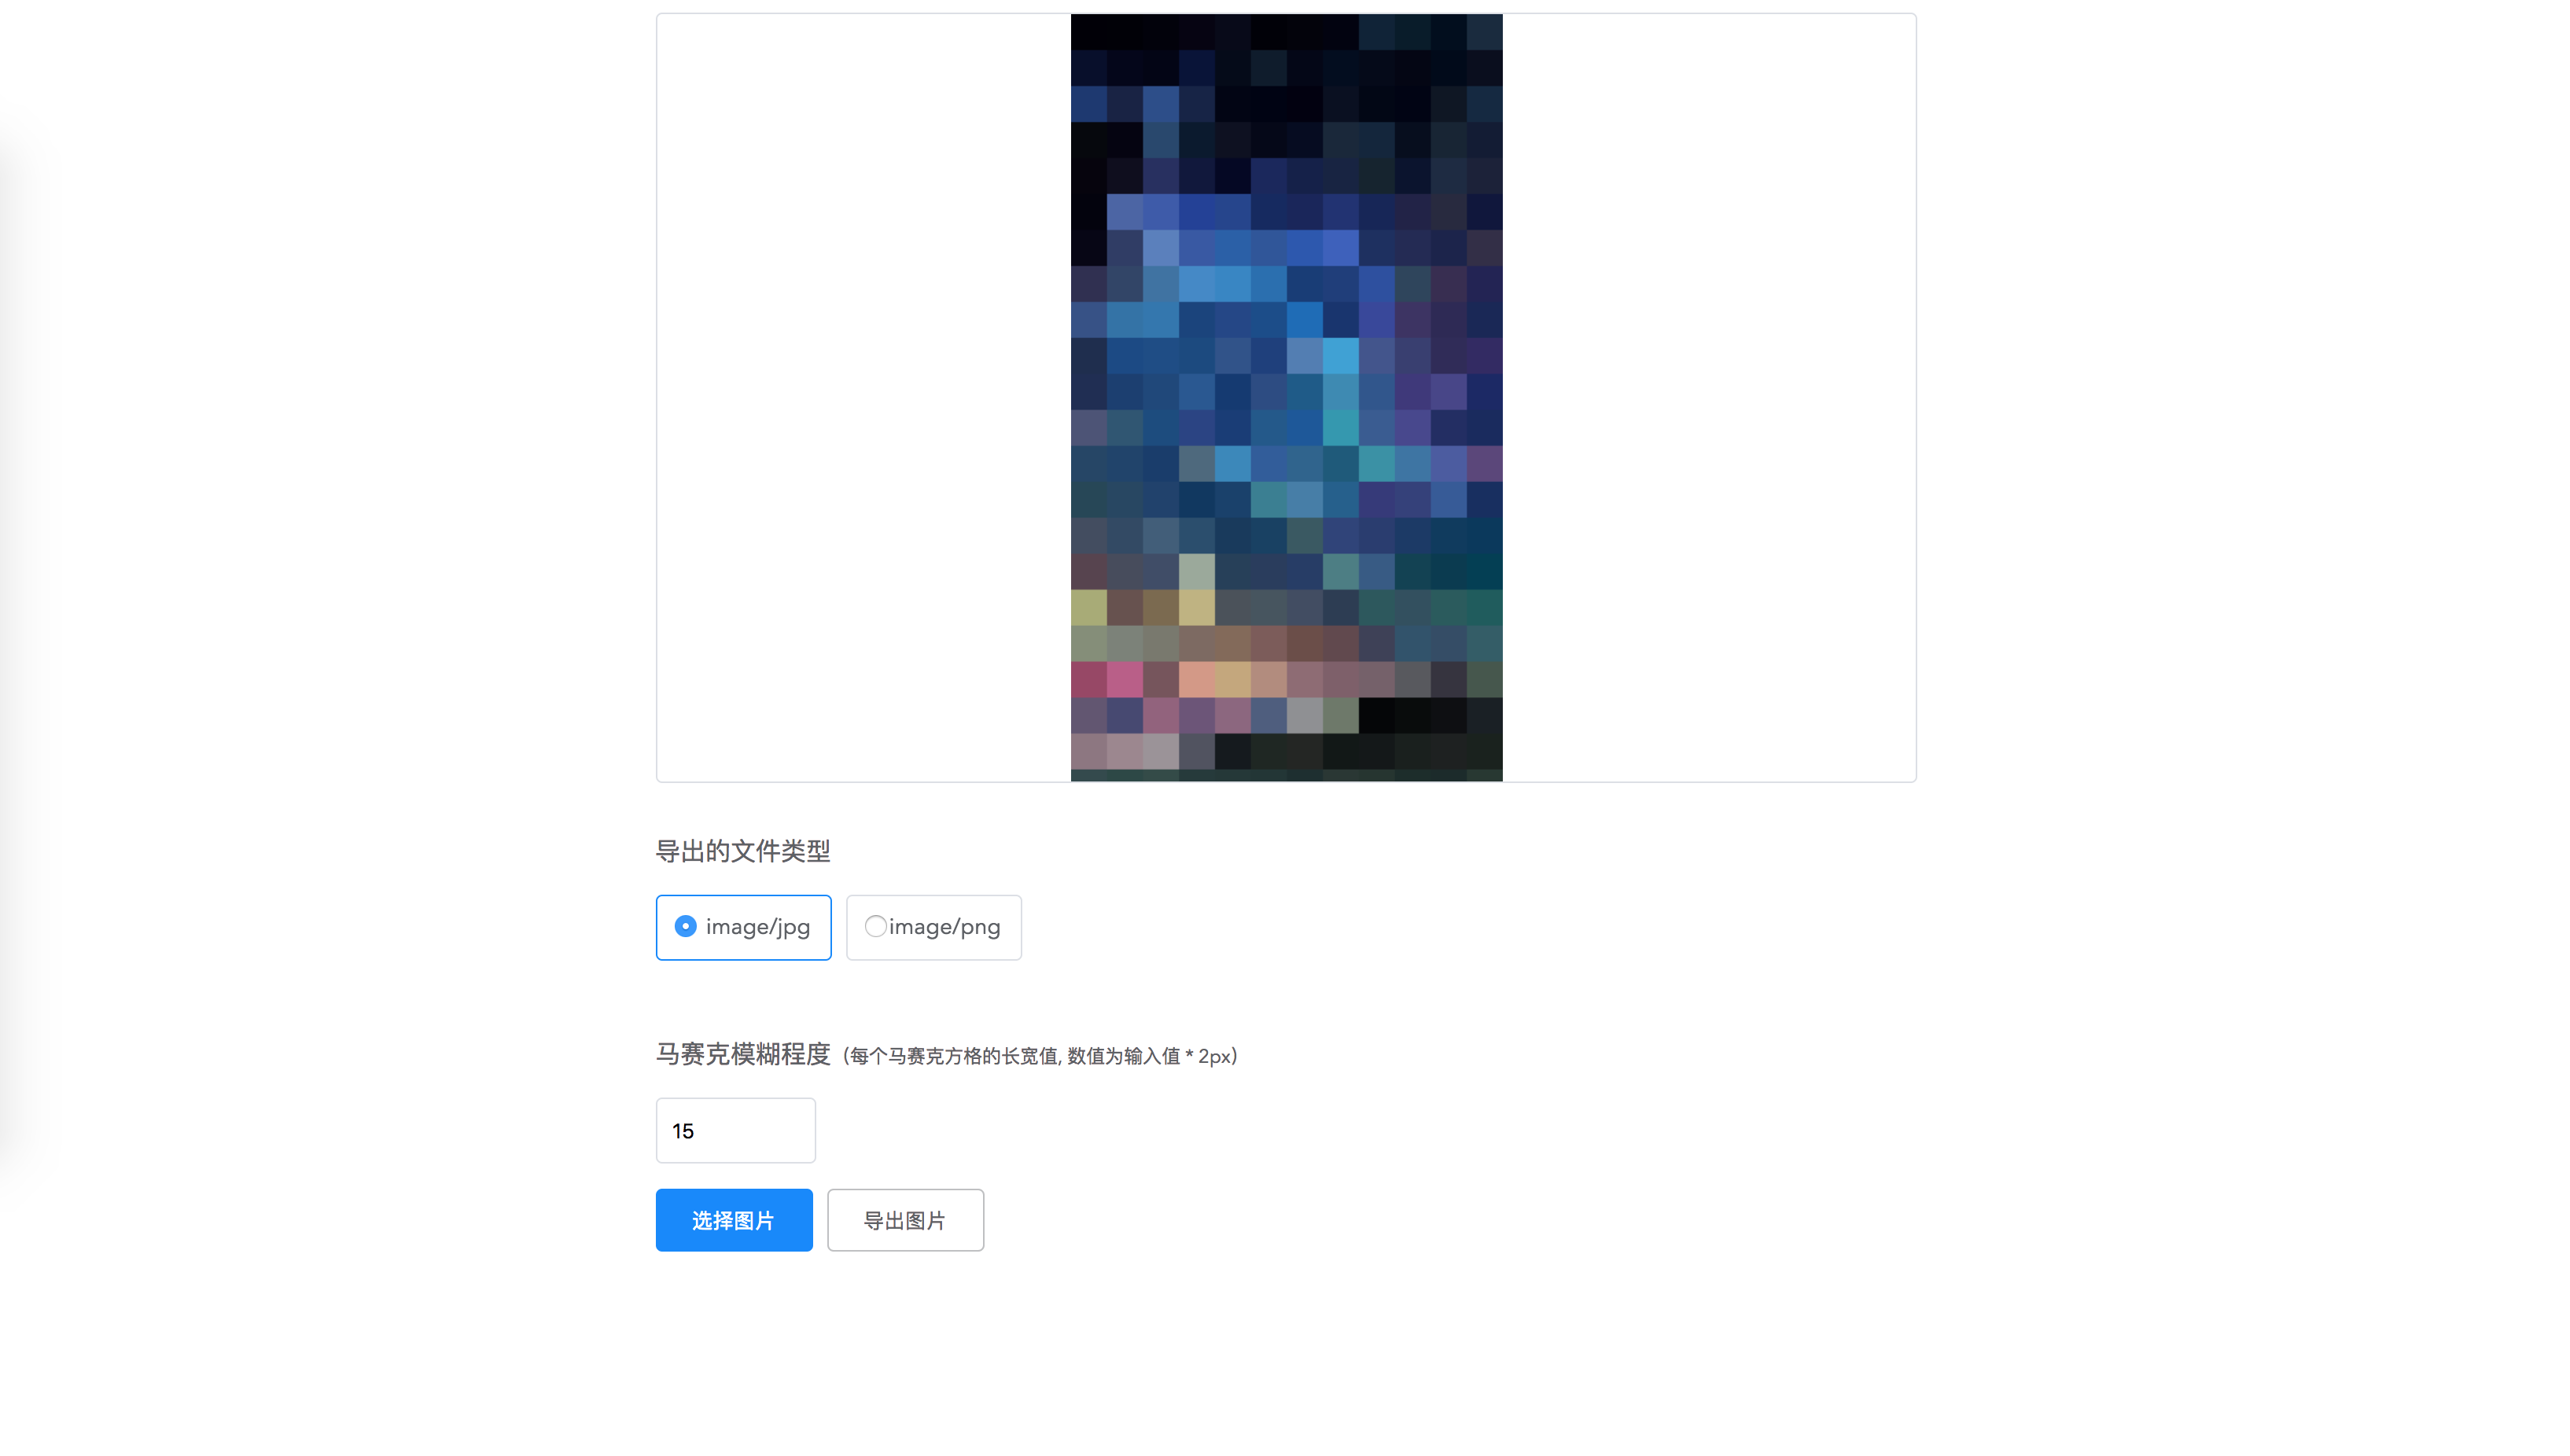 导出的文件类型
image/jpg image/png
马赛克模糊程度 (每个马赛克方格的长宽值, 数值为输入值 * 2px)
15
选择图片 导出图片